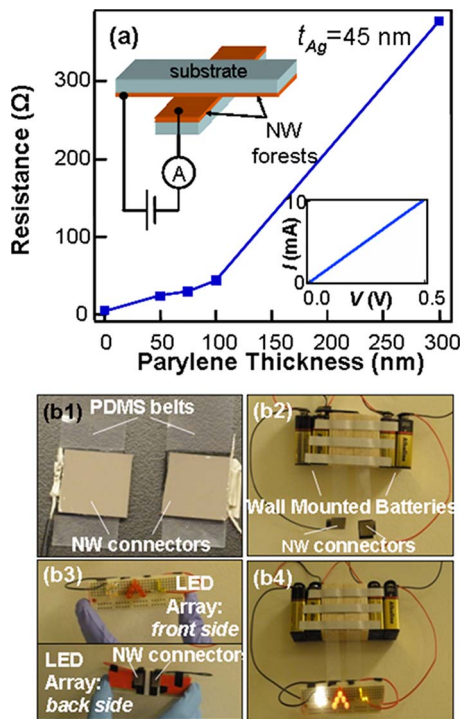 (a)
t_Ag=45 nm
substrate
NW
forests
A
Resistance (Ω)
300
200
100
0
10
I (mA)
0
0.0
V (V)
0.5
0
50
100
150
200
250
300
Parylene Thickness (nm)
(b1)
PDMS belts
NW connectors
(b2)
Wall Mounted Batteries
NW connectors
(b3)
LED
Array:
front side
LED
Array:
back side
NW connectors
(b4)
A